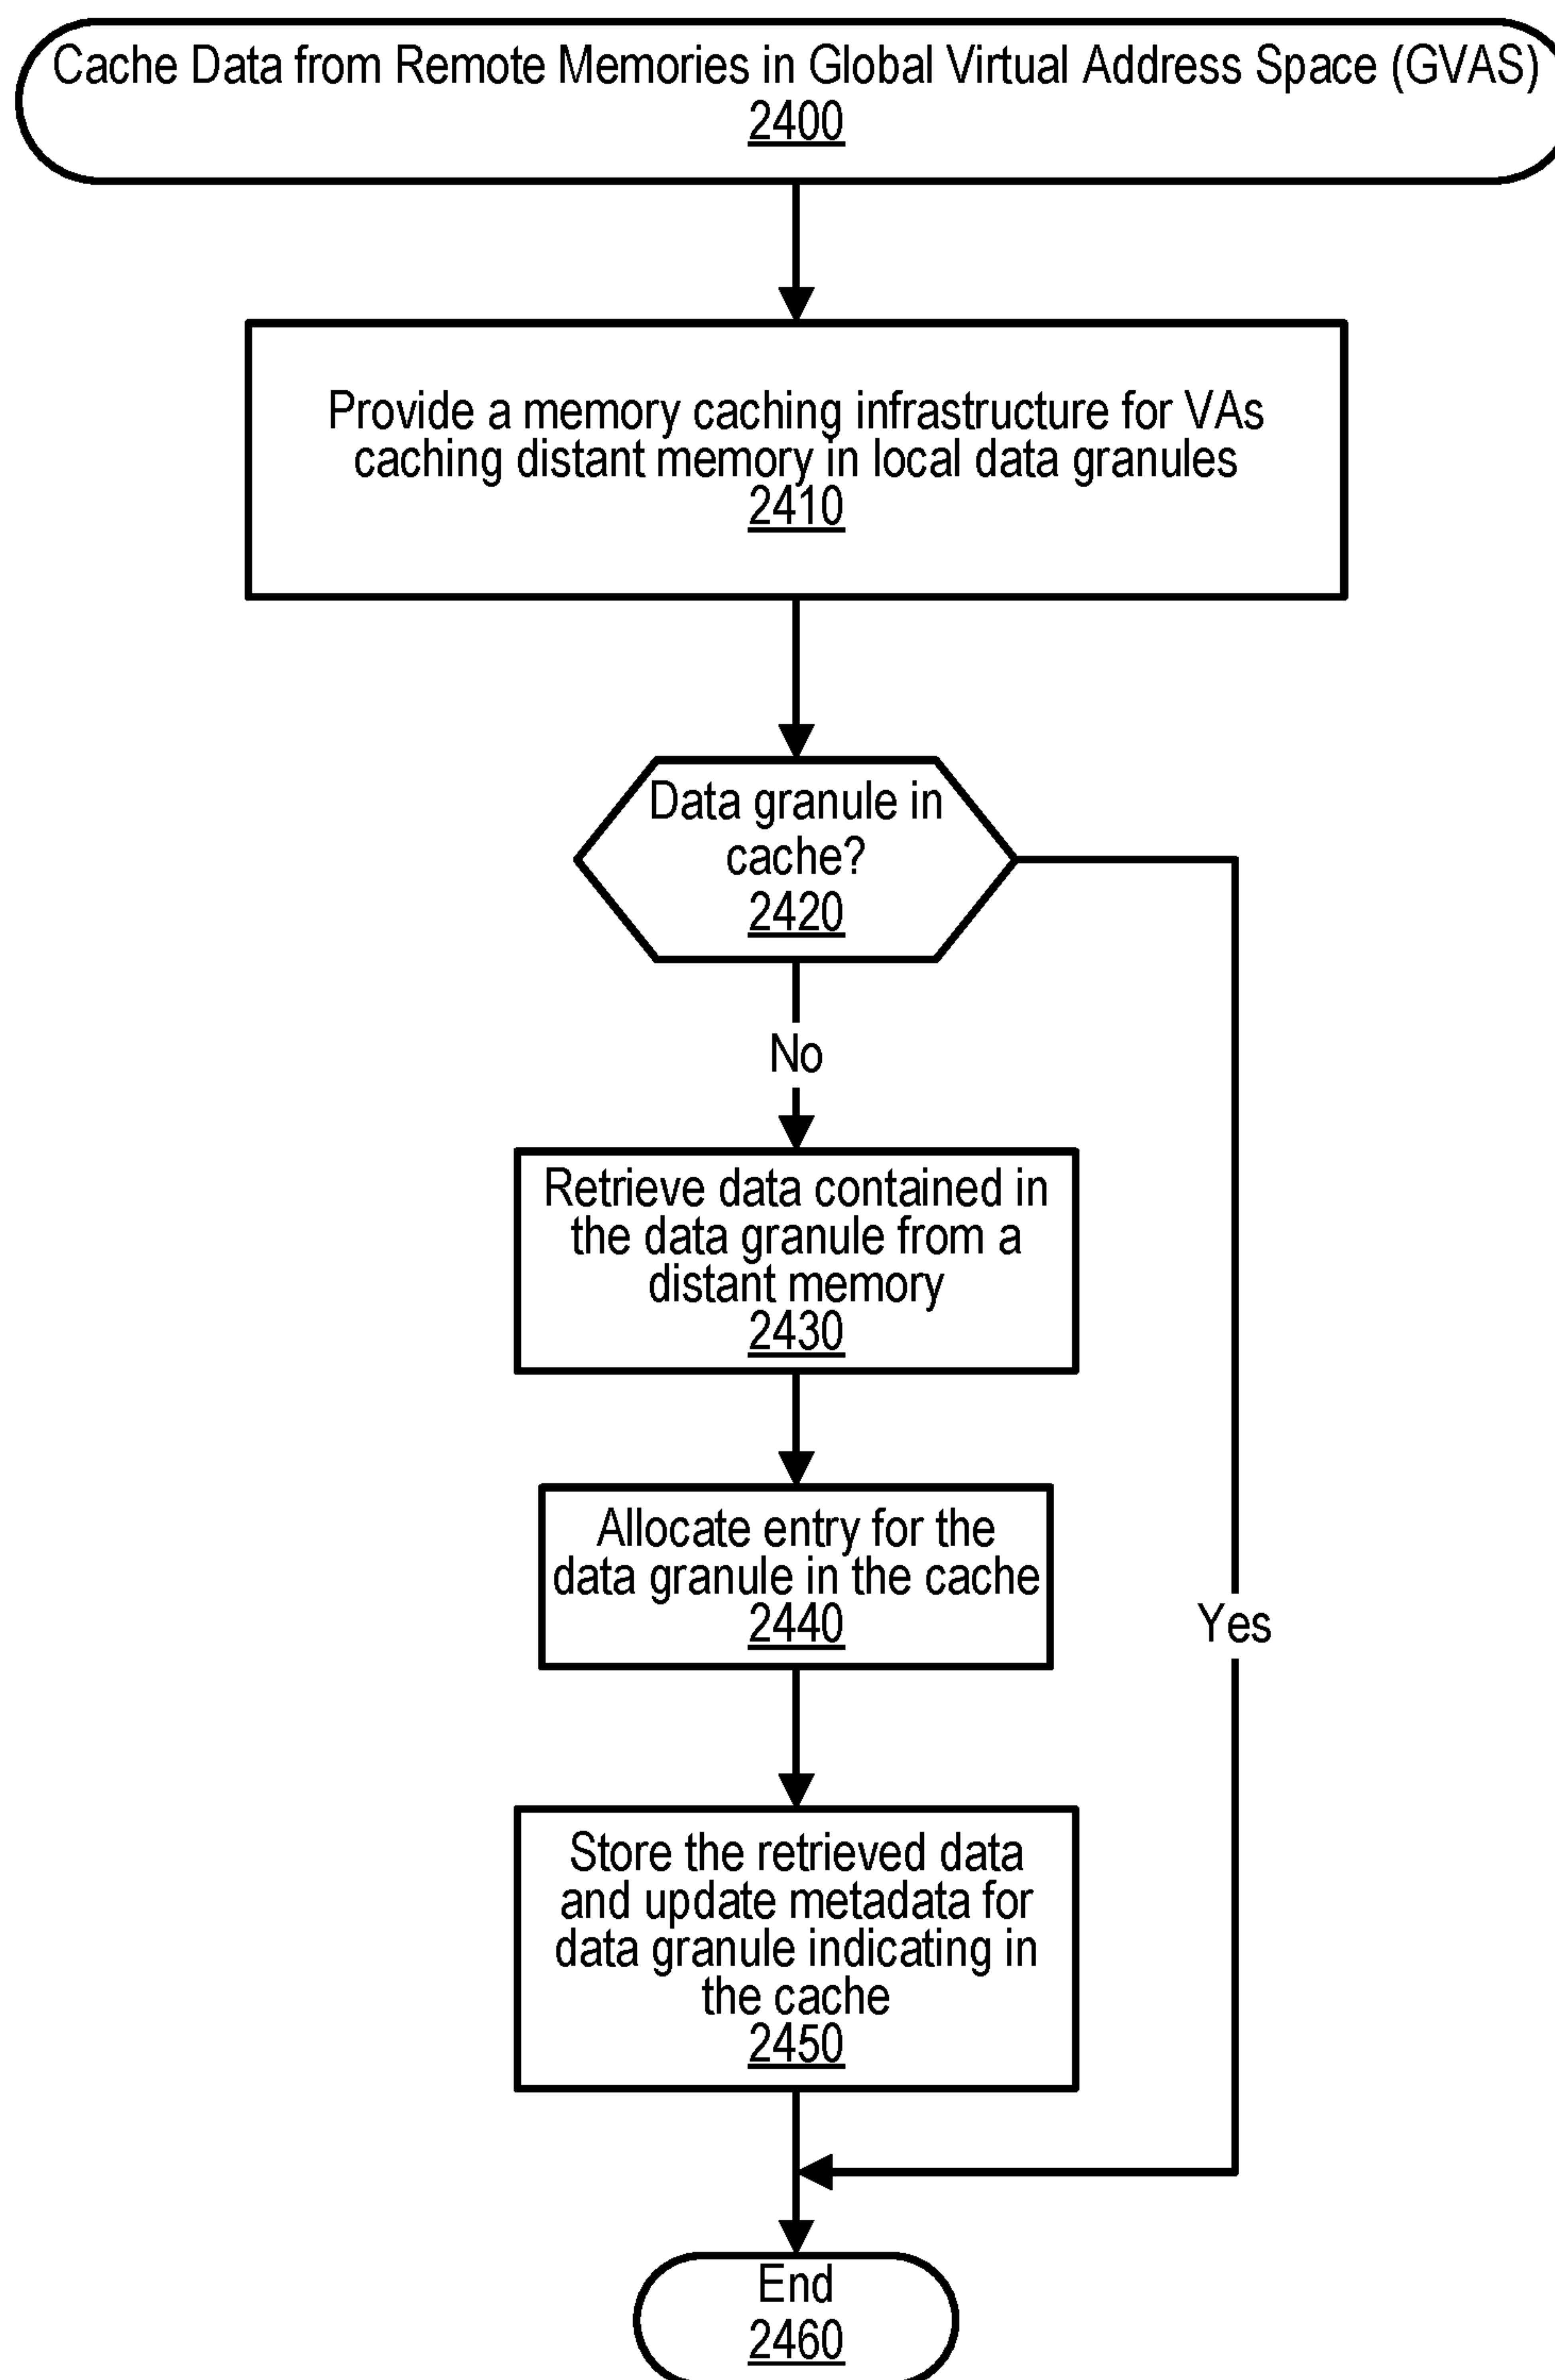 Cache Data from Remote Memories in Global Virtual Address Space (GVAS)
2400
Provide a memory caching infrastructure for VAs
caching distant memory in local data granules
2410
Data granule in
cache?
2420
No
Retrieve data contained in
the data granule from a
distant memory
2430
Allocate entry for the
data granule in the cache
2440
Yes
Store the retrieved data
and update metadata for
data granule indicating in
the cache
2450
End
2460